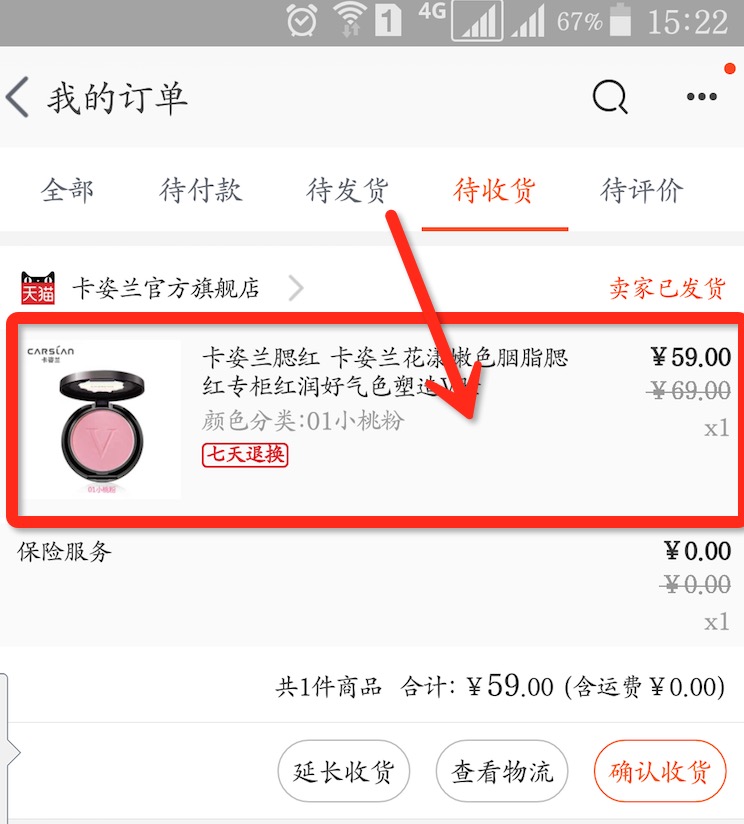 4G 1 67% 15:22
我的订单
全部 待付款 待发货 待收货 待评价
天猫 卡姿兰官方旗舰店 卖家已发货
CARSLAN
卡姿兰
V
01小桃粉
卡姿兰腮红 卡姿兰花漾嫩色胭脂腮 ¥59.00
红专柜红润好气色塑造V ¥69.00
颜色分类:01小桃粉 x1
七天退换
保险服务 ¥0.00
¥0.00
x1
共1件商品 合计: ¥59.00 (含运费¥0.00)
延长收货 查看物流 确认收货